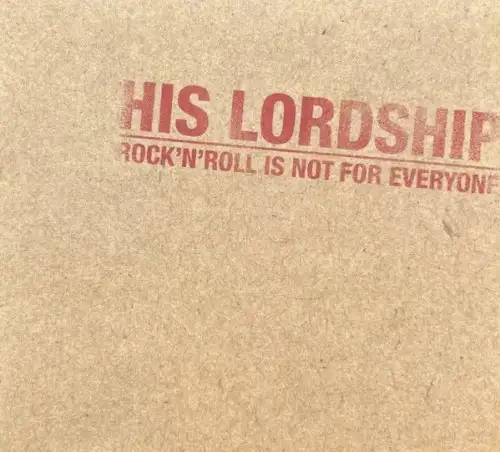 HIS LORDSHIP
ROCK'N'ROLL IS NOT FOR EVERYONE